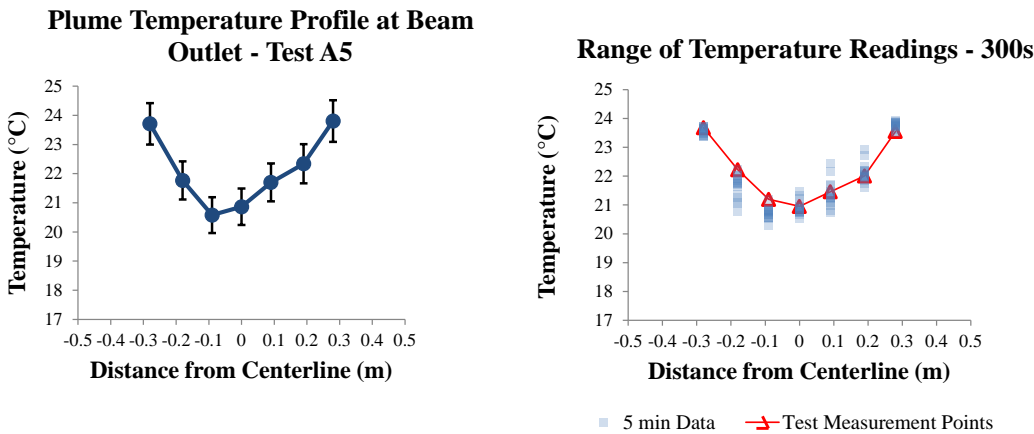 Plume Temperature Profile at Beam
Outlet - Test A5
25
24
23
22
21
20
19
18
17
Temperature (°C)
-0.5 -0.4 -0.3 -0.2 -0.1 0 0.1 0.2 0.3 0.4 0.5
Distance from Centerline (m)
Range of Temperature Readings - 300s
25
24
23
22
21
20
19
18
17
Temperature (°C)
-0.5 -0.4 -0.3 -0.2 -0.1 0 0.1 0.2 0.3 0.4 0.5
Distance from Centerline (m)
5 min Data Test Measurement Points